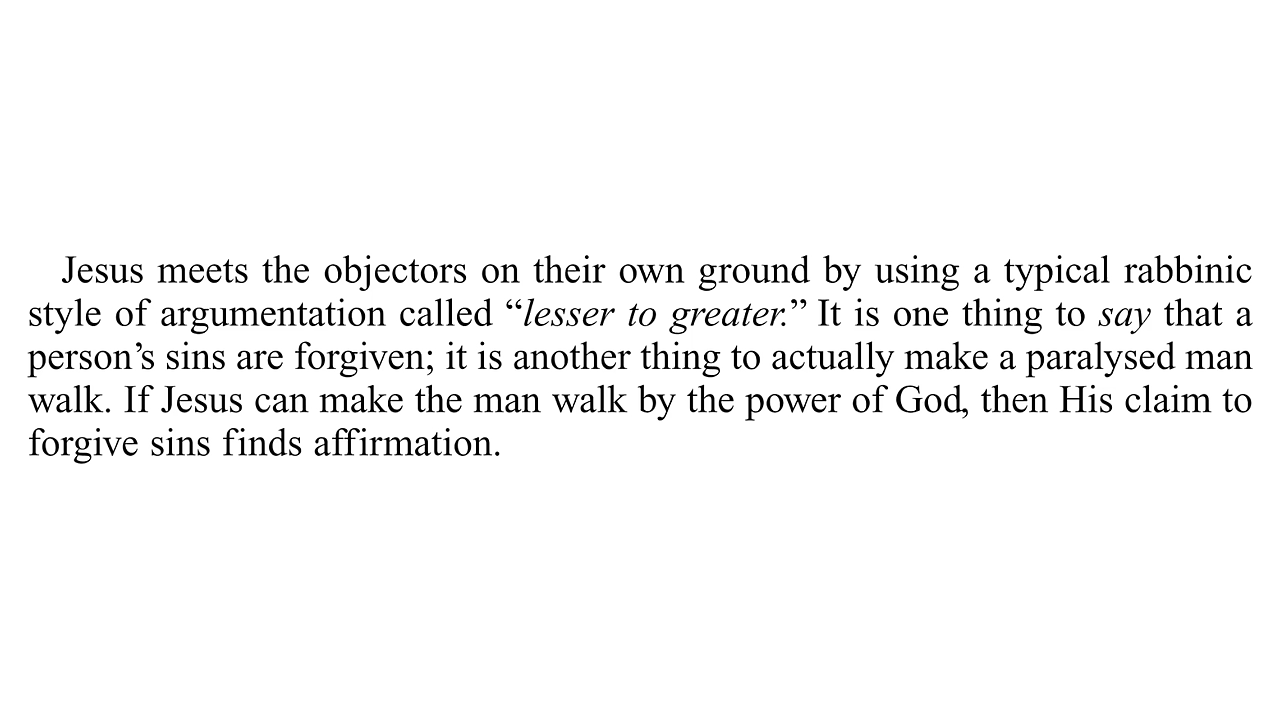 Jesus meets the objectors on their own ground by using a typical rabbinic
style of argumentation called “lesser to greater.” It is one thing to say that a
person’s sins are forgiven; it is another thing to actually make a paralysed man
walk. If Jesus can make the man walk by the power of God, then His claim to
forgive sins finds affirmation.